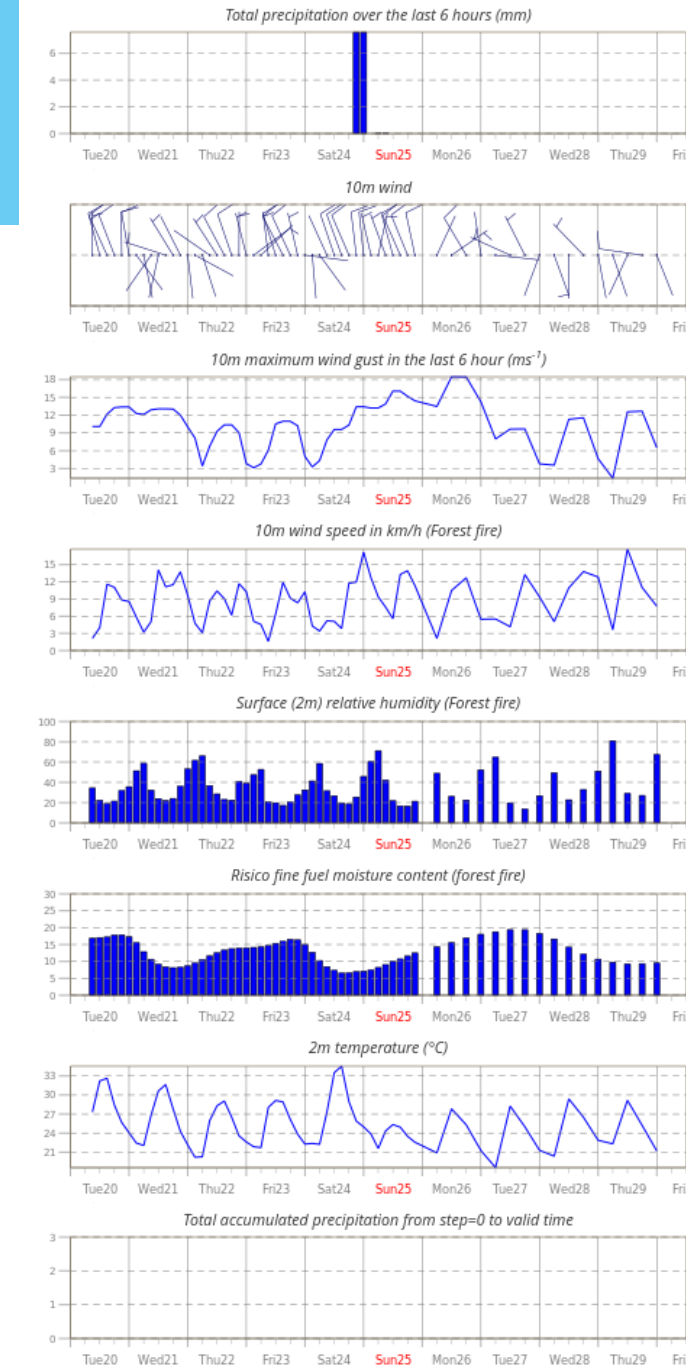 Total precipitation over the last 6 hours (mm)
6
4
2
0
Tue20 Wed21 Thu22 Fri23 Sat24 Sun25 Mon26 Tue27 Wed28 Thu29 Fri
10m wind
Tue20 Wed21 Thu22 Fri23 Sat24 Sun25 Mon26 Tue27 Wed28 Thu29 Fri
10m maximum wind gust in the last 6 hour (ms⁻¹)
18
15
12
9
6
3
Tue20 Wed21 Thu22 Fri23 Sat24 Sun25 Mon26 Tue27 Wed28 Thu29 Fri
10m wind speed in km/h (Forest fire)
15
12
9
6
3
0
Tue20 Wed21 Thu22 Fri23 Sat24 Sun25 Mon26 Tue27 Wed28 Thu29 Fri
Surface (2m) relative humidity (Forest fire)
100
80
60
40
20
0
Tue20 Wed21 Thu22 Fri23 Sat24 Sun25 Mon26 Tue27 Wed28 Thu29 Fri
Risico fine fuel moisture content (forest fire)
30
25
20
15
10
5
0
Tue20 Wed21 Thu22 Fri23 Sat24 Sun25 Mon26 Tue27 Wed28 Thu29 Fri
2m temperature (°C)
33
30
27
24
21
Tue20 Wed21 Thu22 Fri23 Sat24 Sun25 Mon26 Tue27 Wed28 Thu29 Fri
Total accumulated precipitation from step=0 to valid time
3
2
1
0
Tue20 Wed21 Thu22 Fri23 Sat24 Sun25 Mon26 Tue27 Wed28 Thu29 Fri